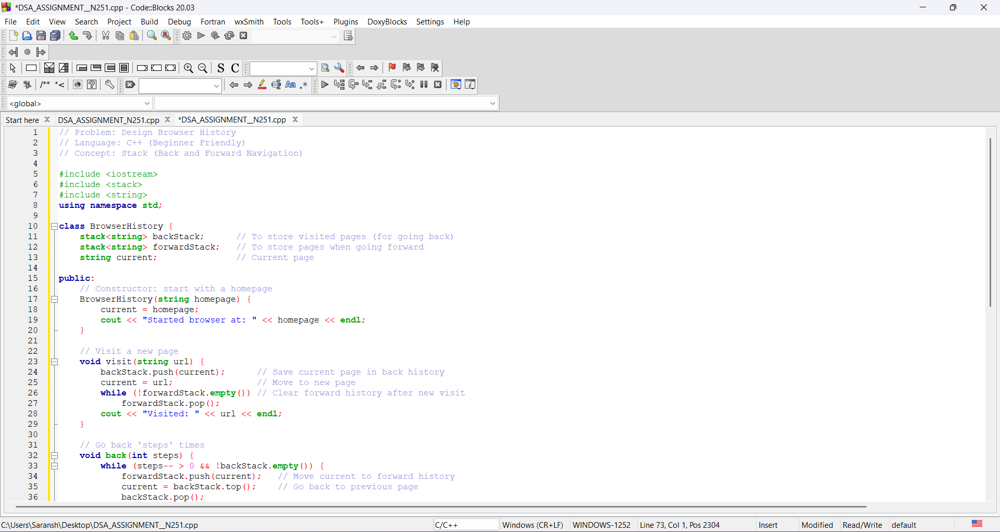 *DSA_ASSIGNMENT__N251.cpp - Code::Blocks 20.03
File Edit View Search Project Build Debug Fortran wxSmith Tools Tools+ Plugins DoxyBlocks Settings Help
S C
/** *<
Aa .*
<global>
Start here DSA_ASSIGNMENT_N251.cpp *DSA_ASSIGNMENT__N251.cpp
1 // Problem: Design Browser History
2 // Language: C++ (Beginner Friendly)
3 // Concept: Stack (Back and Forward Navigation)
4
5 #include <iostream>
6 #include <stack>
7 #include <string>
8 using namespace std;
9
10 class BrowserHistory {
11 stack<string> backStack; // To store visited pages (for going back)
12 stack<string> forwardStack; // To store pages when going forward
13 string current; // Current page
14
15 public:
16 // Constructor: start with a homepage
17 BrowserHistory(string homepage) {
18 current = homepage;
19 cout << "Started browser at: " << homepage << endl;
20 }
21
22 // Visit a new page
23 void visit(string url) {
24 backStack.push(current); // Save current page in back history
25 current = url; // Move to new page
26 while (!forwardStack.empty()) // Clear forward history after new visit
27 forwardStack.pop();
28 cout << "Visited: " << url << endl;
29 }
30
31 // Go back 'steps' times
32 void back(int steps) {
33 while (steps-- > 0 && !backStack.empty()) {
34 forwardStack.push(current); // Move current to forward history
35 current = backStack.top(); // Go back to previous page
36 backStack.pop();
C:\Users\Saransh\Desktop\DSA_ASSIGNMENT__N251.cpp C/C++ Windows (CR+LF) WINDOWS-1252 Line 73, Col 1, Pos 2304 Insert Modified Read/Write default